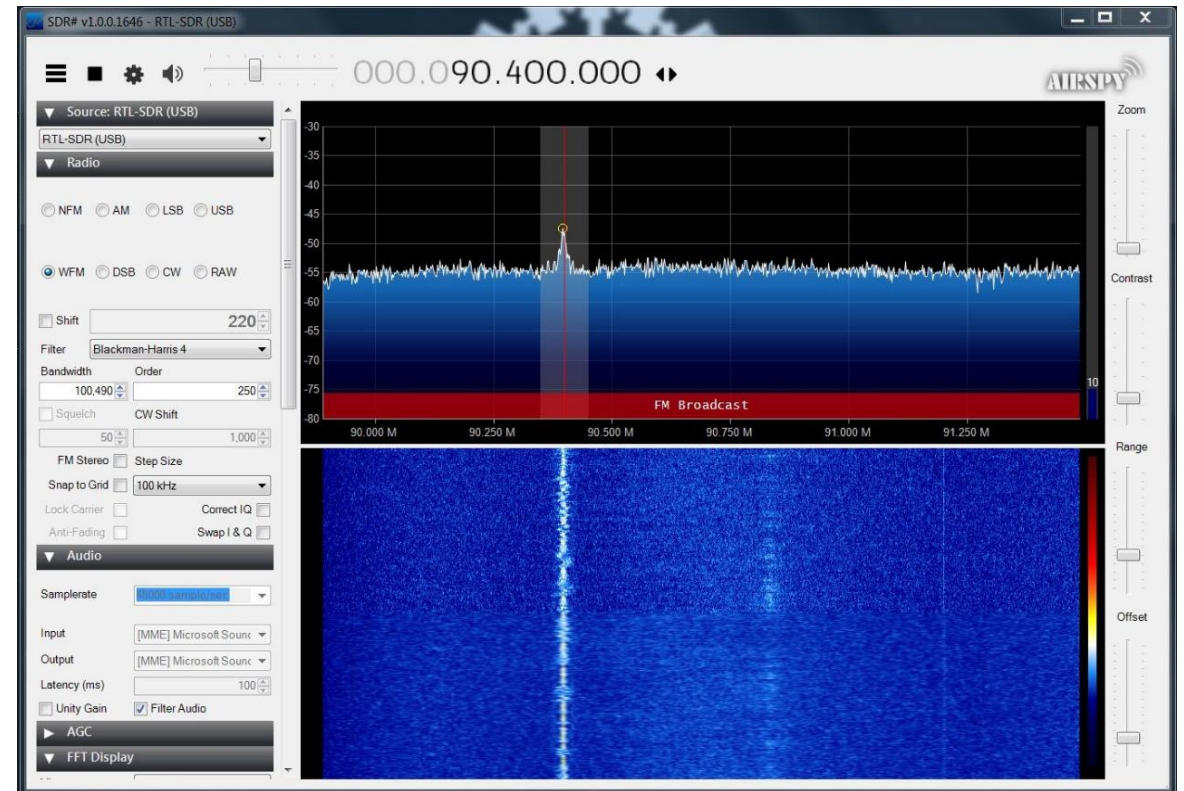 SDR# v1.0.0.1646 - RTL-SDR (USB)
000.090.400.000
AIRSPY
Source: RTL-SDR (USB)
RTL-SDR (USB)
Radio
NFM AM LSB USB
WFM DSB CW RAW
Shift 220
Filter Blackman-Harris 4
Bandwidth Order
100,490 250
Squelch CW Shift
50 1,000
FM Stereo Step Size
Snap to Grid 100 kHz
Lock Carrier Correct IQ
Anti-Fading Swap I & Q
Audio
Samplerate 48000 sample/sec
Input [MME] Microsoft Sounc
Output [MME] Microsoft Sounc
Latency (ms) 100
Unity Gain Filter Audio
AGC
FFT Display
-30
-35
-40
-45
-50
-55
-60
-65
-70
-75
-80
10
FM Broadcast
90.000 M 90.250 M 90.500 M 90.750 M 91.000 M 91.250 M
Zoom
Contrast
Range
Offset